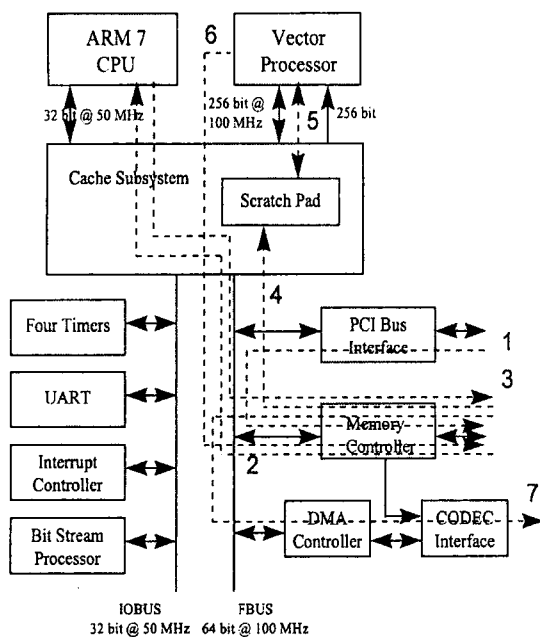 ARM 7
CPU
6
Vector
Processor
32 bit @ 50 MHz
256 bit @
100 MHz
5
256 bit
Cache Subsystem
Scratch Pad
4
Four Timers
PCI Bus
Interface
1
3
UART
Memory
Controller
2
Interrupt
Controller
7
Bit Stream
Processor
DMA
Controller
CODEC
Interface
IOBUS
32 bit @ 50 MHz
FBUS
64 bit @ 100 MHz